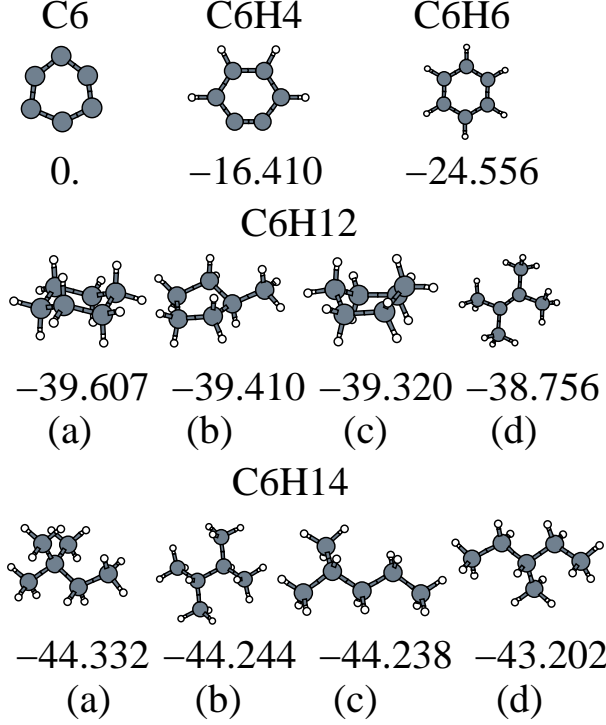 C6 C6H4 C6H6
0. −16.410 −24.556
C6H12
−39.607 −39.410 −39.320 −38.756
(a) (b) (c) (d)
C6H14
−44.332 −44.244 −44.238 −43.202
(a) (b) (c) (d)